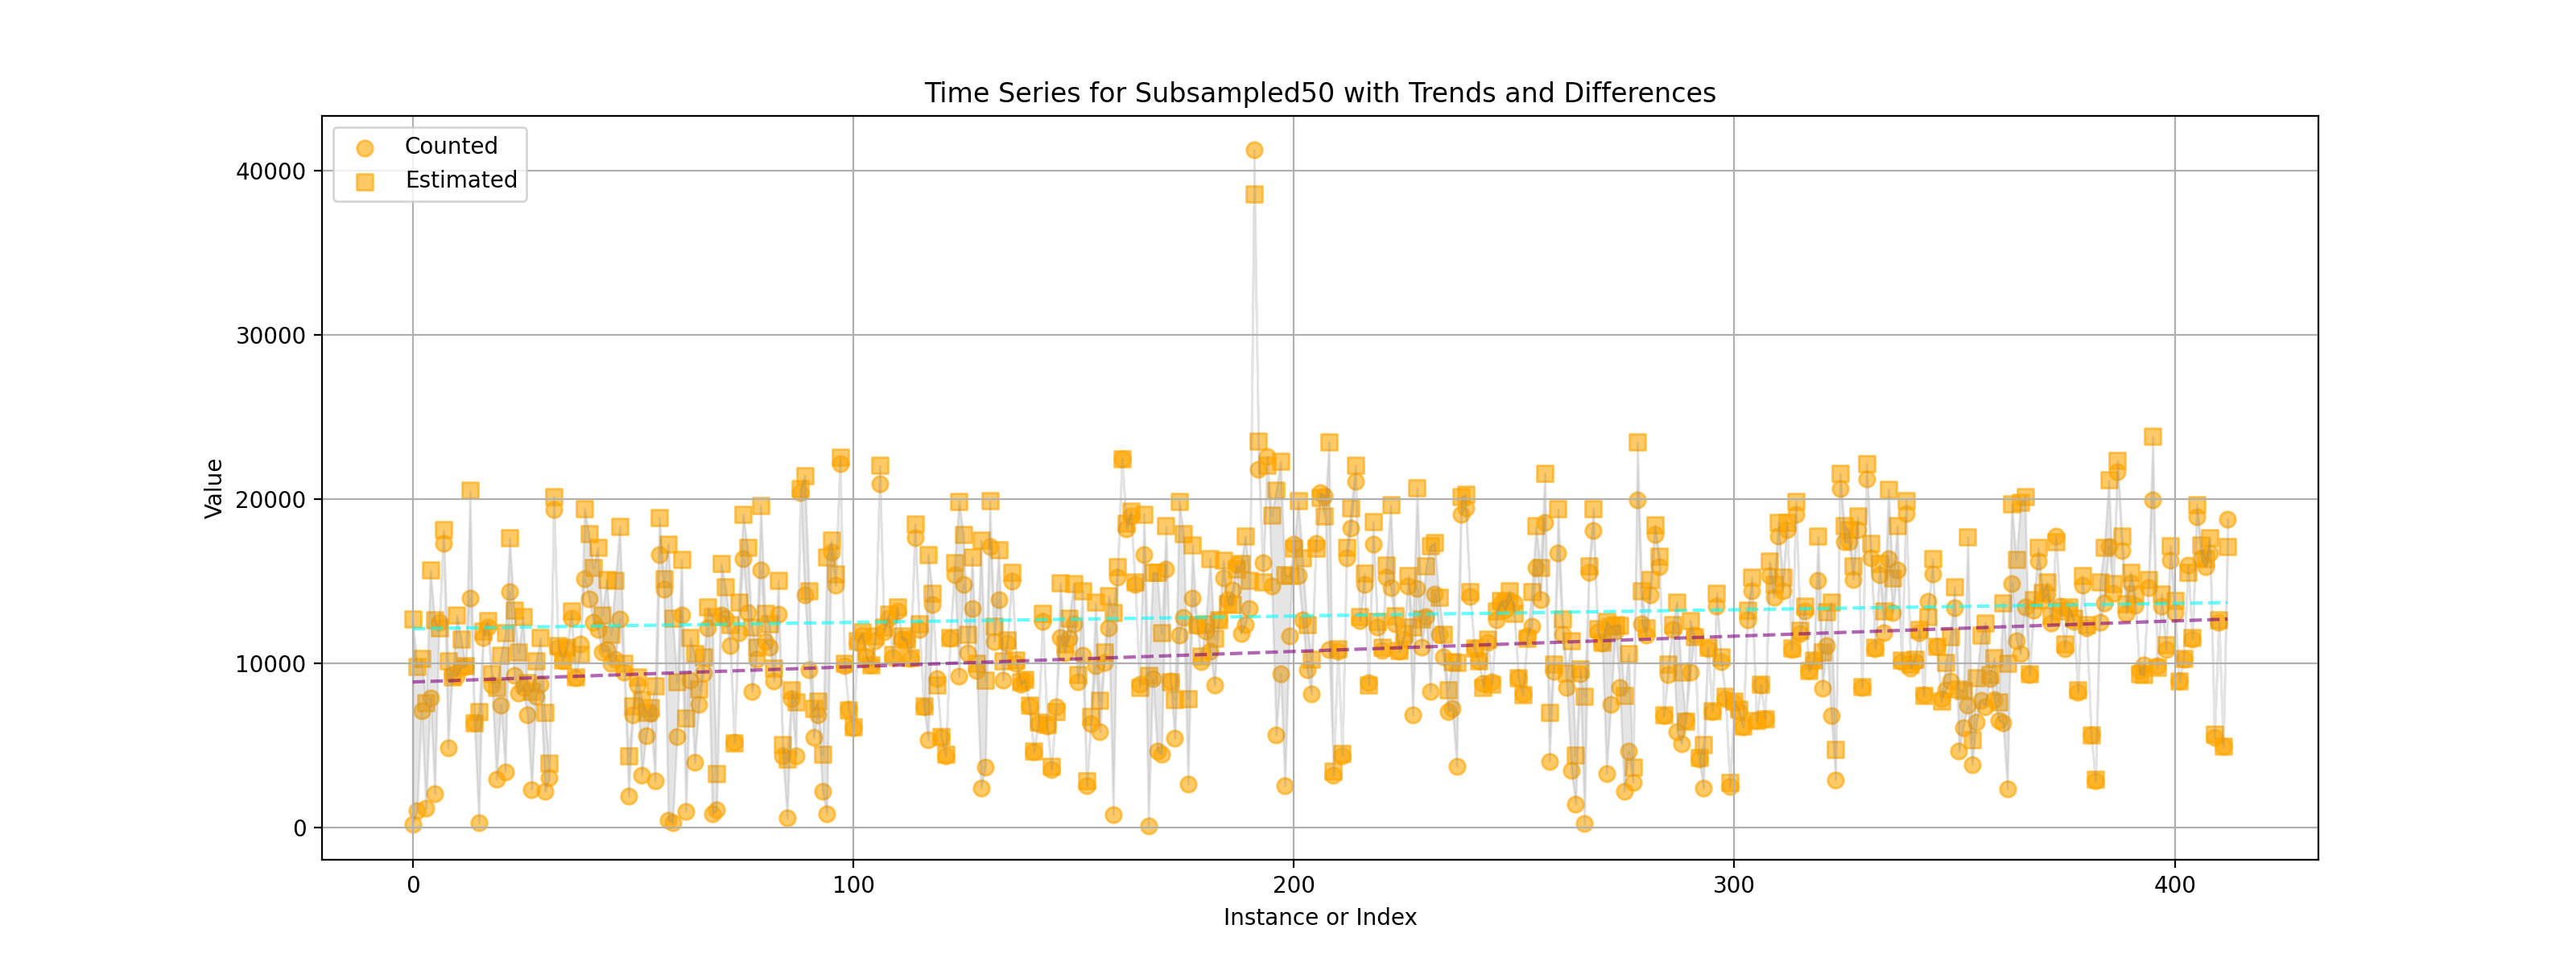 Time Series for Subsampled50 with Trends and Differences
Counted
Estimated
40000
30000
20000
10000
0
Value
0 100 200 300 400
Instance or Index